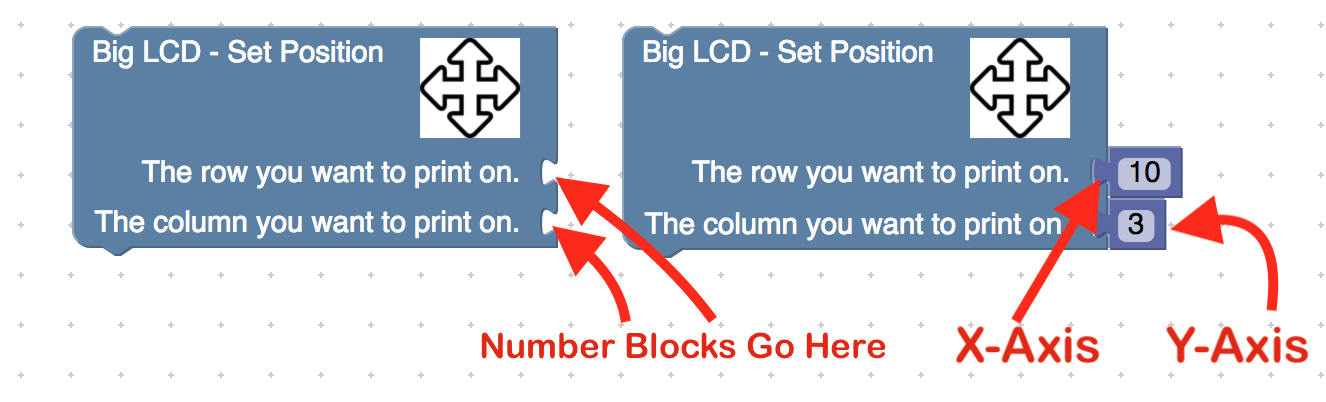 Big LCD - Set Position
The row you want to print on.
The column you want to print on.
Big LCD - Set Position
The row you want to print on.
10
The column you want to print on
3
Number Blocks Go Here
X-Axis
Y-Axis